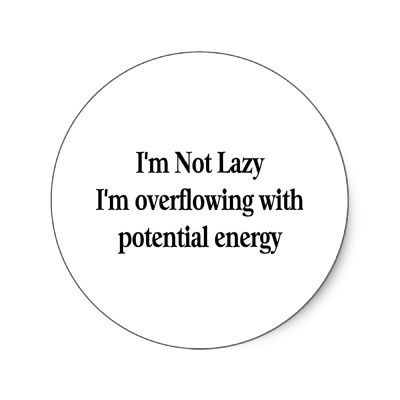 I'm Not Lazy
I'm overflowing with
potential energy